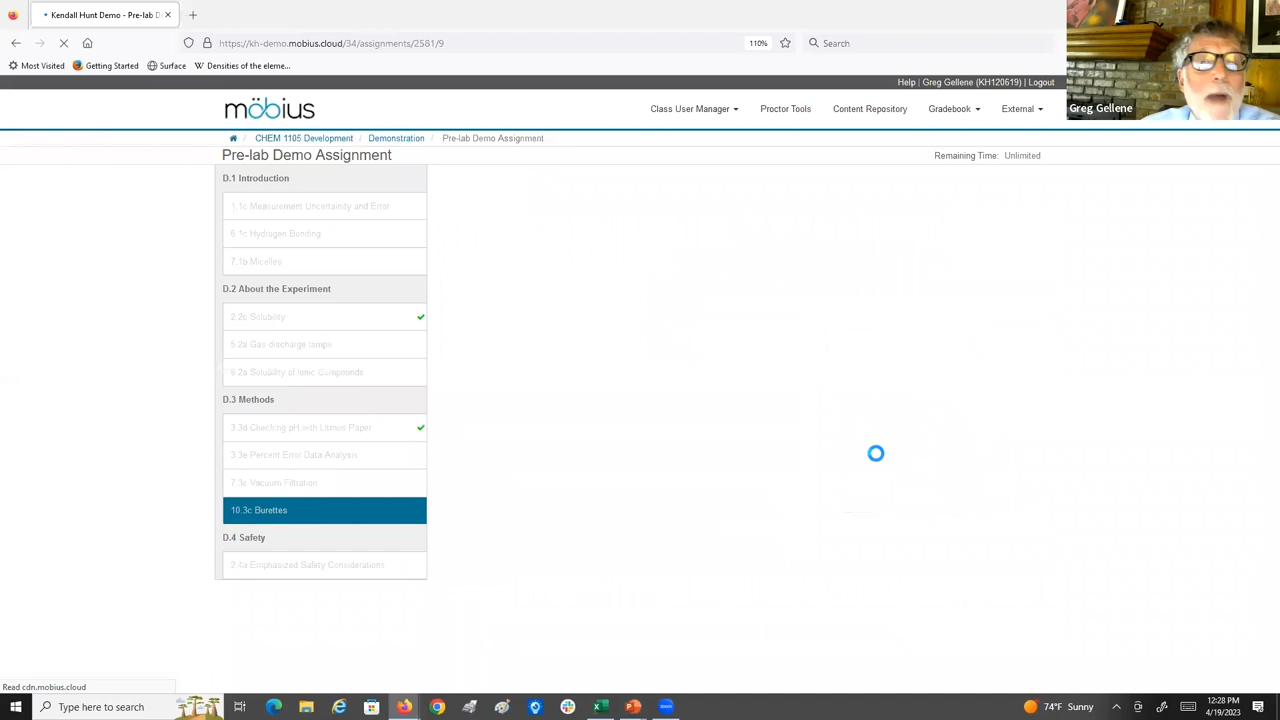 Kendall Hunt Demo - Pre-lab D
https://kh-demo.mobius.cloud/34/assignments/2561/9
110%
Search
Most Visited
Getting Started
Surface
W Densities of the eleme...
Help | Greg Gellene (KH120619) | Logout
Greg Gellene
möbius
Class User Manager
Proctor Tools
Content Repository
Gradebook
External
CHEM 1105 Development / Demonstration / Pre-lab Demo Assignment
Pre-lab Demo Assignment
Remaining Time: Unlimited
D.1 Introduction
1.1c Measurement Uncertainity and Error
6.1c Hydrogen Bonding
7.1b Micelles
D.2 About the Experiment
2.2c Solubility
5.2a Gas discharge lamps
8.2a Solubility of Ionic Compounds
D.3 Methods
3.3d Checking pH with Litmus Paper
3.3e Percent Error Data Analysis
7.3c Vacuum Filtration
10.3c Burettes
D.4 Safety
2.4a Emphasized Safety Considerations
Read cdn.mobius.cloud
Type here to search
74°F Sunny
12:28 PM
4/19/2023